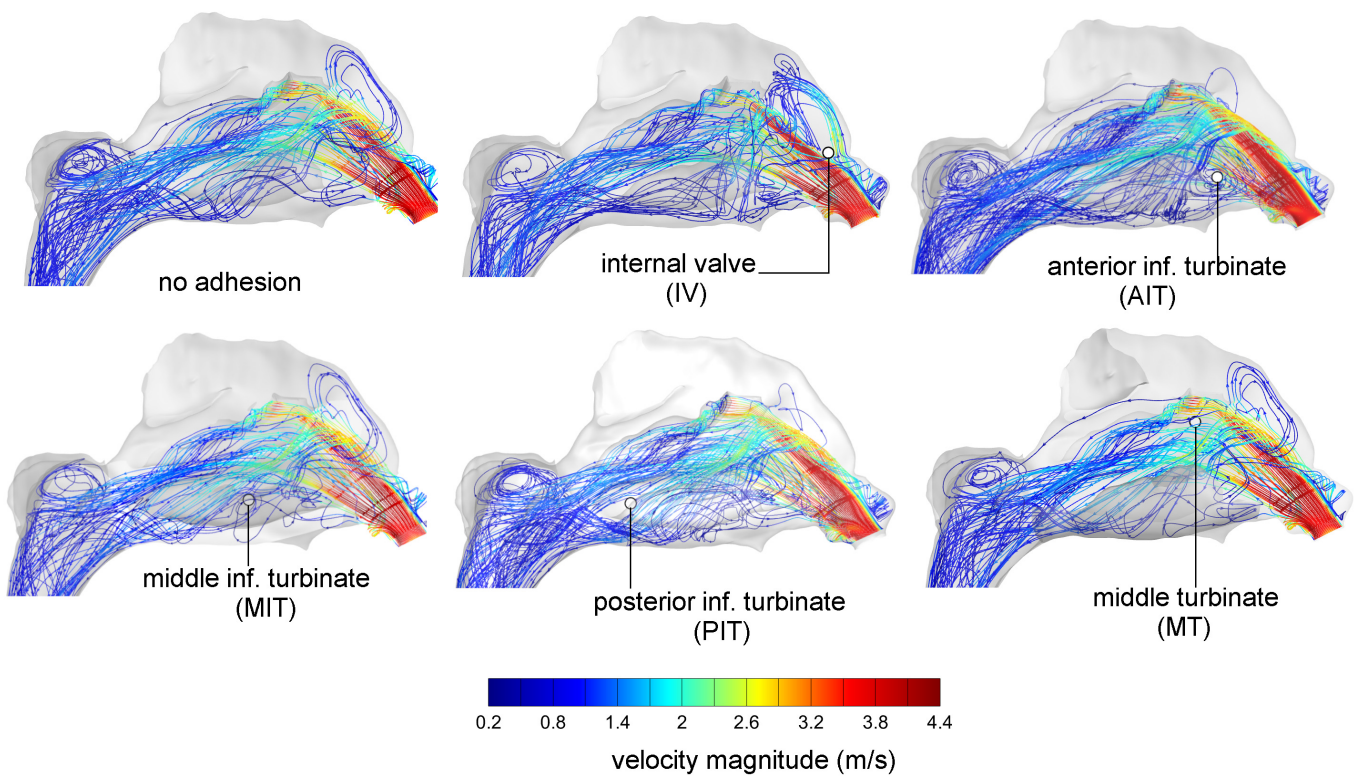 no adhesion
internal valve
(IV)
anterior inf. turbinate
(AIT)
middle inf. turbinate
(MIT)
posterior inf. turbinate
(PIT)
middle turbinate
(MT)
0.2 0.8 1.4 2 2.6 3.2 3.8 4.4
velocity magnitude (m/s)